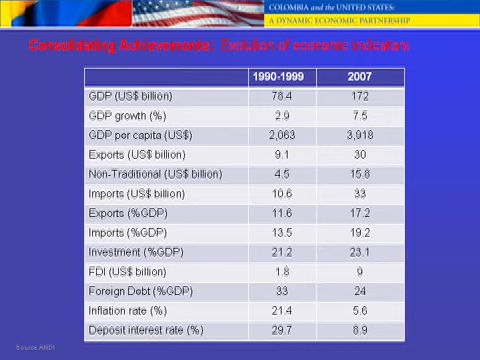 COLOMBIA and the UNITED STATES:
A DYNAMIC ECONOMIC PARTNERSHIP
Consolidating Achievements: Evolution of economic indicators
1990-1999 2007
GDP (US$ billion) 78.4 172
GDP growth (%) 2.9 7.5
GDP per capita (US$) 2,063 3,918
Exports (US$ billion) 9.1 30
Non-Traditional (US$ billion) 4.5 15.8
Imports (US$ billion) 10.6 33
Exports (%GDP) 11.6 17.2
Imports (%GDP) 13.5 19.2
Investment (%GDP) 21.2 23.1
FDI (US$ billion) 1.8 9
Foreign Debt (%GDP) 33 24
Inflation rate (%) 21.4 5.6
Deposit interest rate (%) 29.7 8.9
Source ANDI